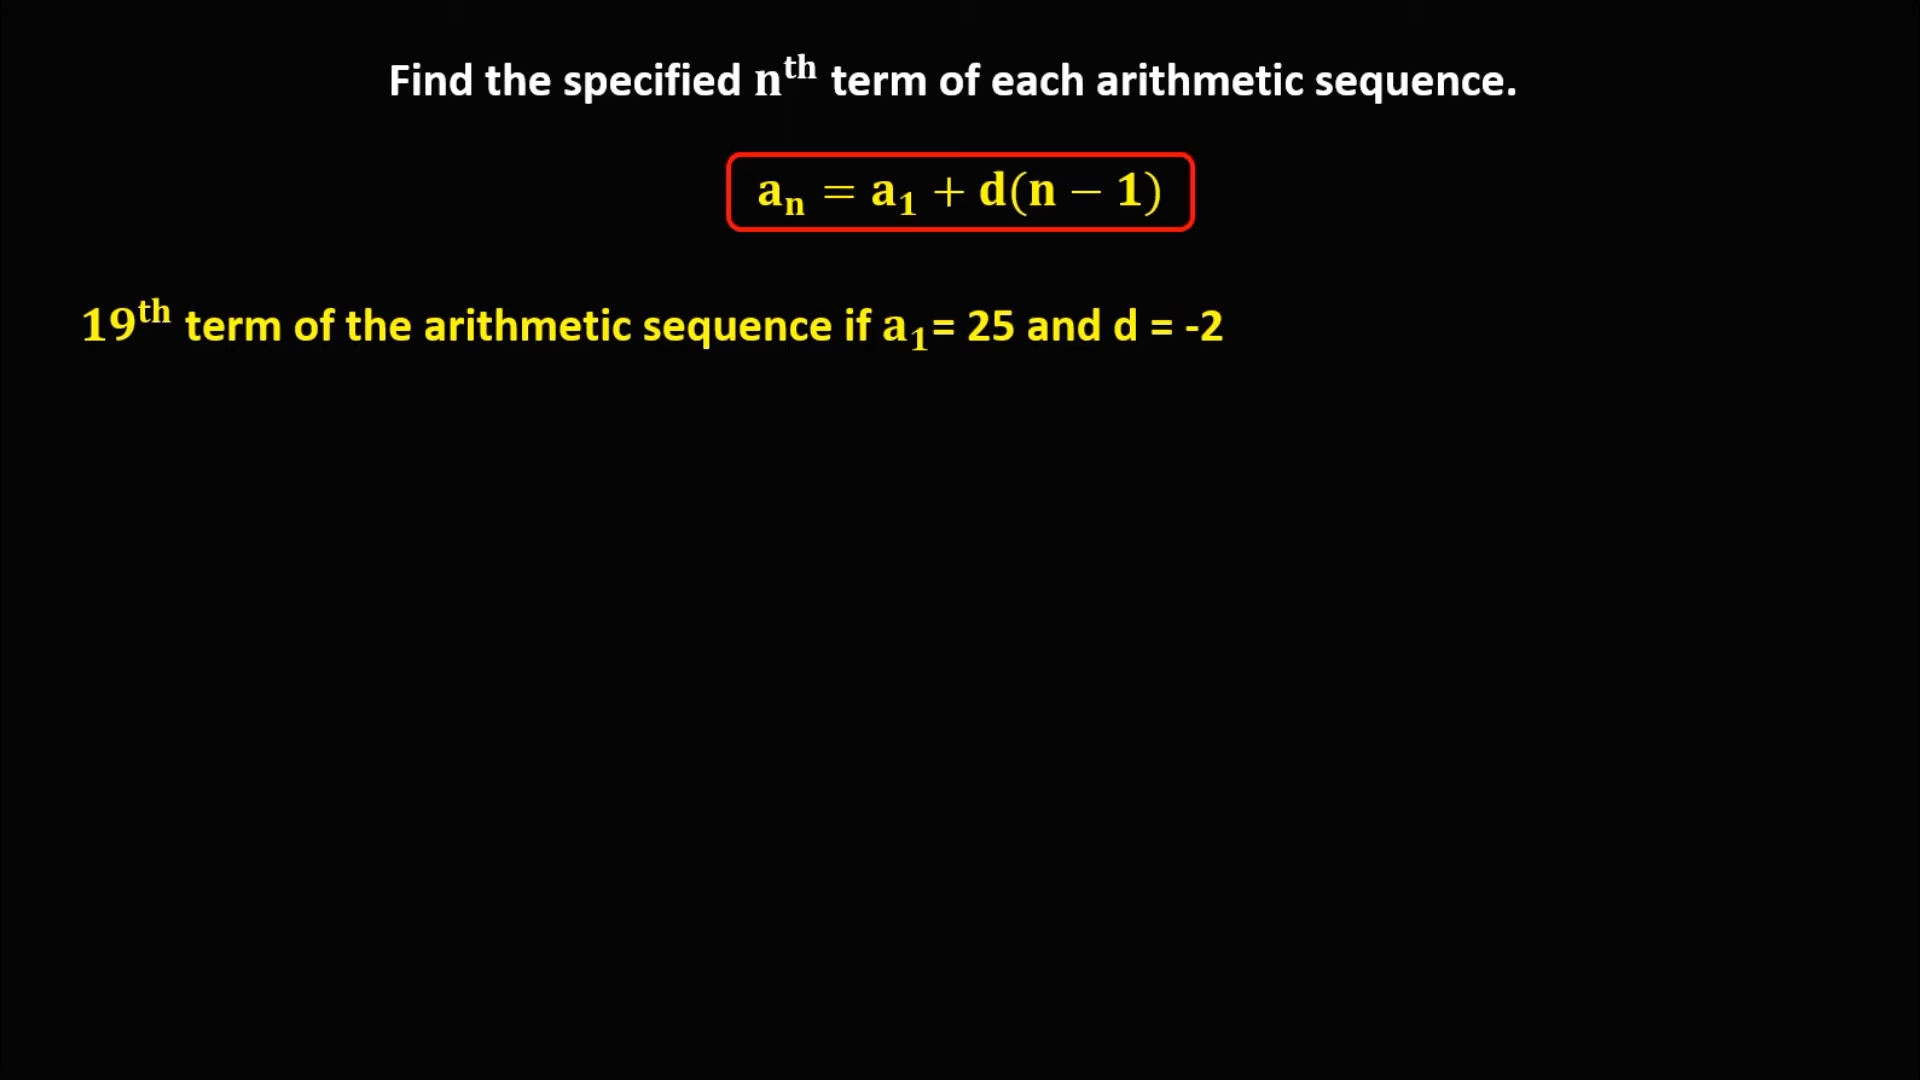 Find the specified nᵗʰ term of each arithmetic sequence.
aₙ = a₁ + d(n − 1)
19ᵗʰ term of the arithmetic sequence if a₁= 25 and d = -2